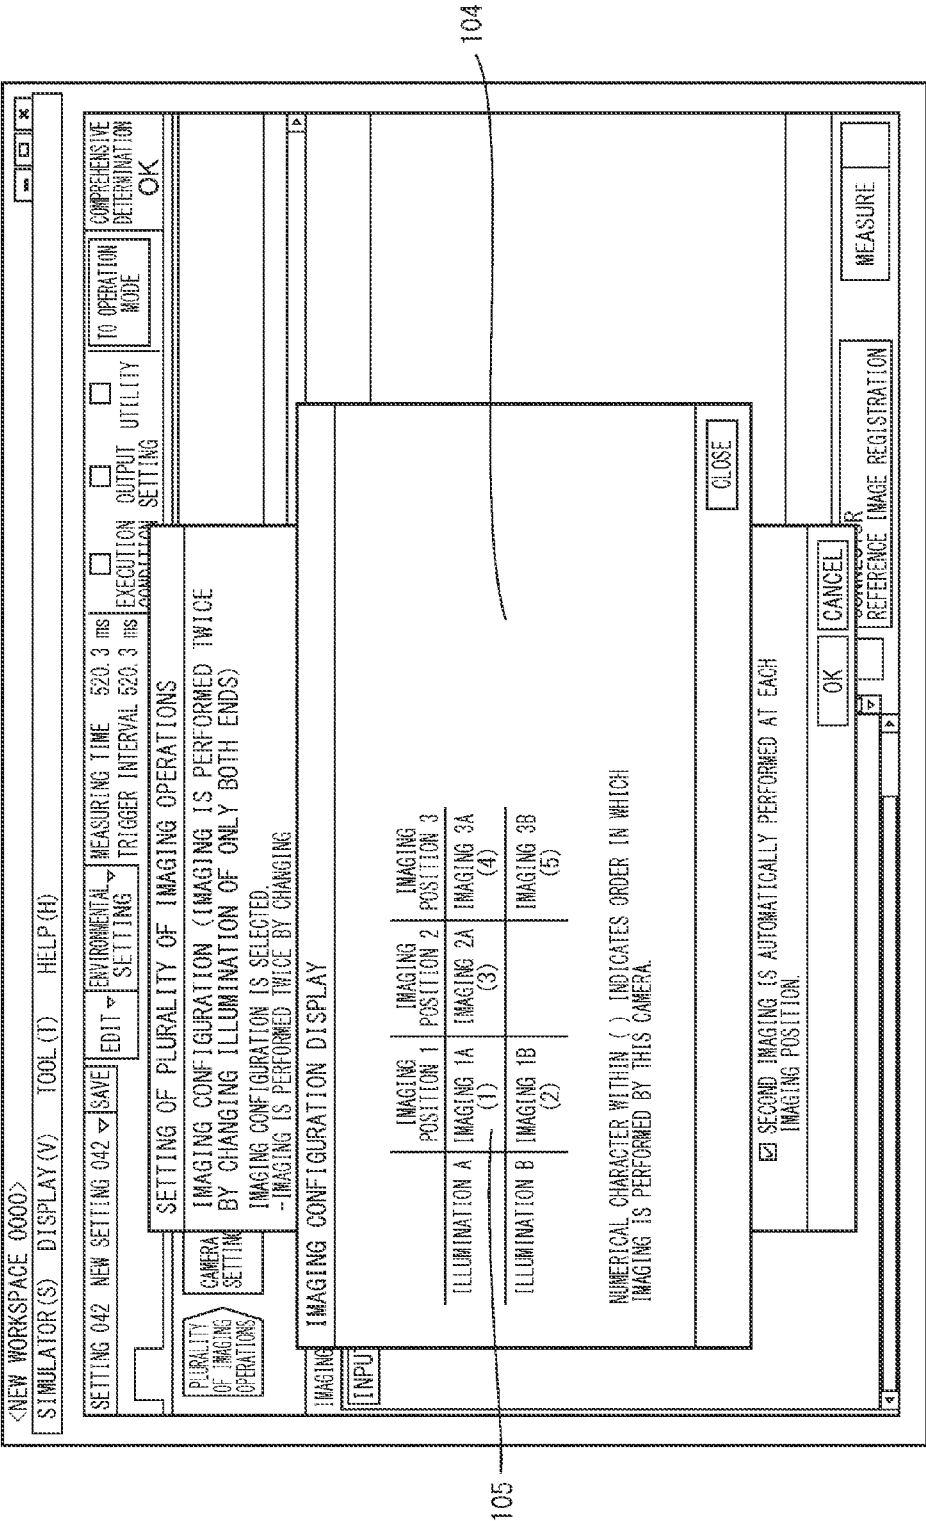 <NEW WORKSPACE 0000>
SIMULATOR(S) DISPLAY(V) TOOL(T) HELP(H)
SETTING 042 NEW SETTING 042 ▽ SAVE
EDIT ▽
ENVIRONMENTAL
SETTING ▽
MEASURING TIME 520.3 ms
TRIGGER INTERVAL 520.3 ms
EXECUTION
CONDITION
OUTPUT
SETTING
UTILITY
TO OPERATION
MODE
COMPREHENSIVE
DETERMINATION
OK
PLURALITY
OF IMAGING
OPERATIONS
CAMERA
SETTING
SETTING OF PLURALITY OF IMAGING OPERATIONS
IMAGING CONFIGURATION (IMAGING IS PERFORMED TWICE
BY CHANGING ILLUMINATION OF ONLY BOTH ENDS)
IMAGING CONFIGURATION IS SELECTED.
-IMAGING IS PERFORMED TWICE BY CHANGING
IMAGING
INPU
IMAGING CONFIGURATION DISPLAY
IMAGING
POSITION 1
IMAGING
POSITION 2
IMAGING
POSITION 3
ILLUMINATION A
IMAGING 1A
(1)
IMAGING 2A
(3)
IMAGING 3A
(4)
ILLUMINATION B
IMAGING 1B
(2)
IMAGING 3B
(5)
NUMERICAL CHARACTER WITHIN ( ) INDICATES ORDER IN WHICH
IMAGING IS PERFORMED BY THIS CAMERA.
CLOSE
SECOND IMAGING IS AUTOMATICALLY PERFORMED AT EACH
IMAGING POSITION.
OK
CANCEL
CONNECTOR
REFERENCE IMAGE REGISTRATION
MEASURE
104
105